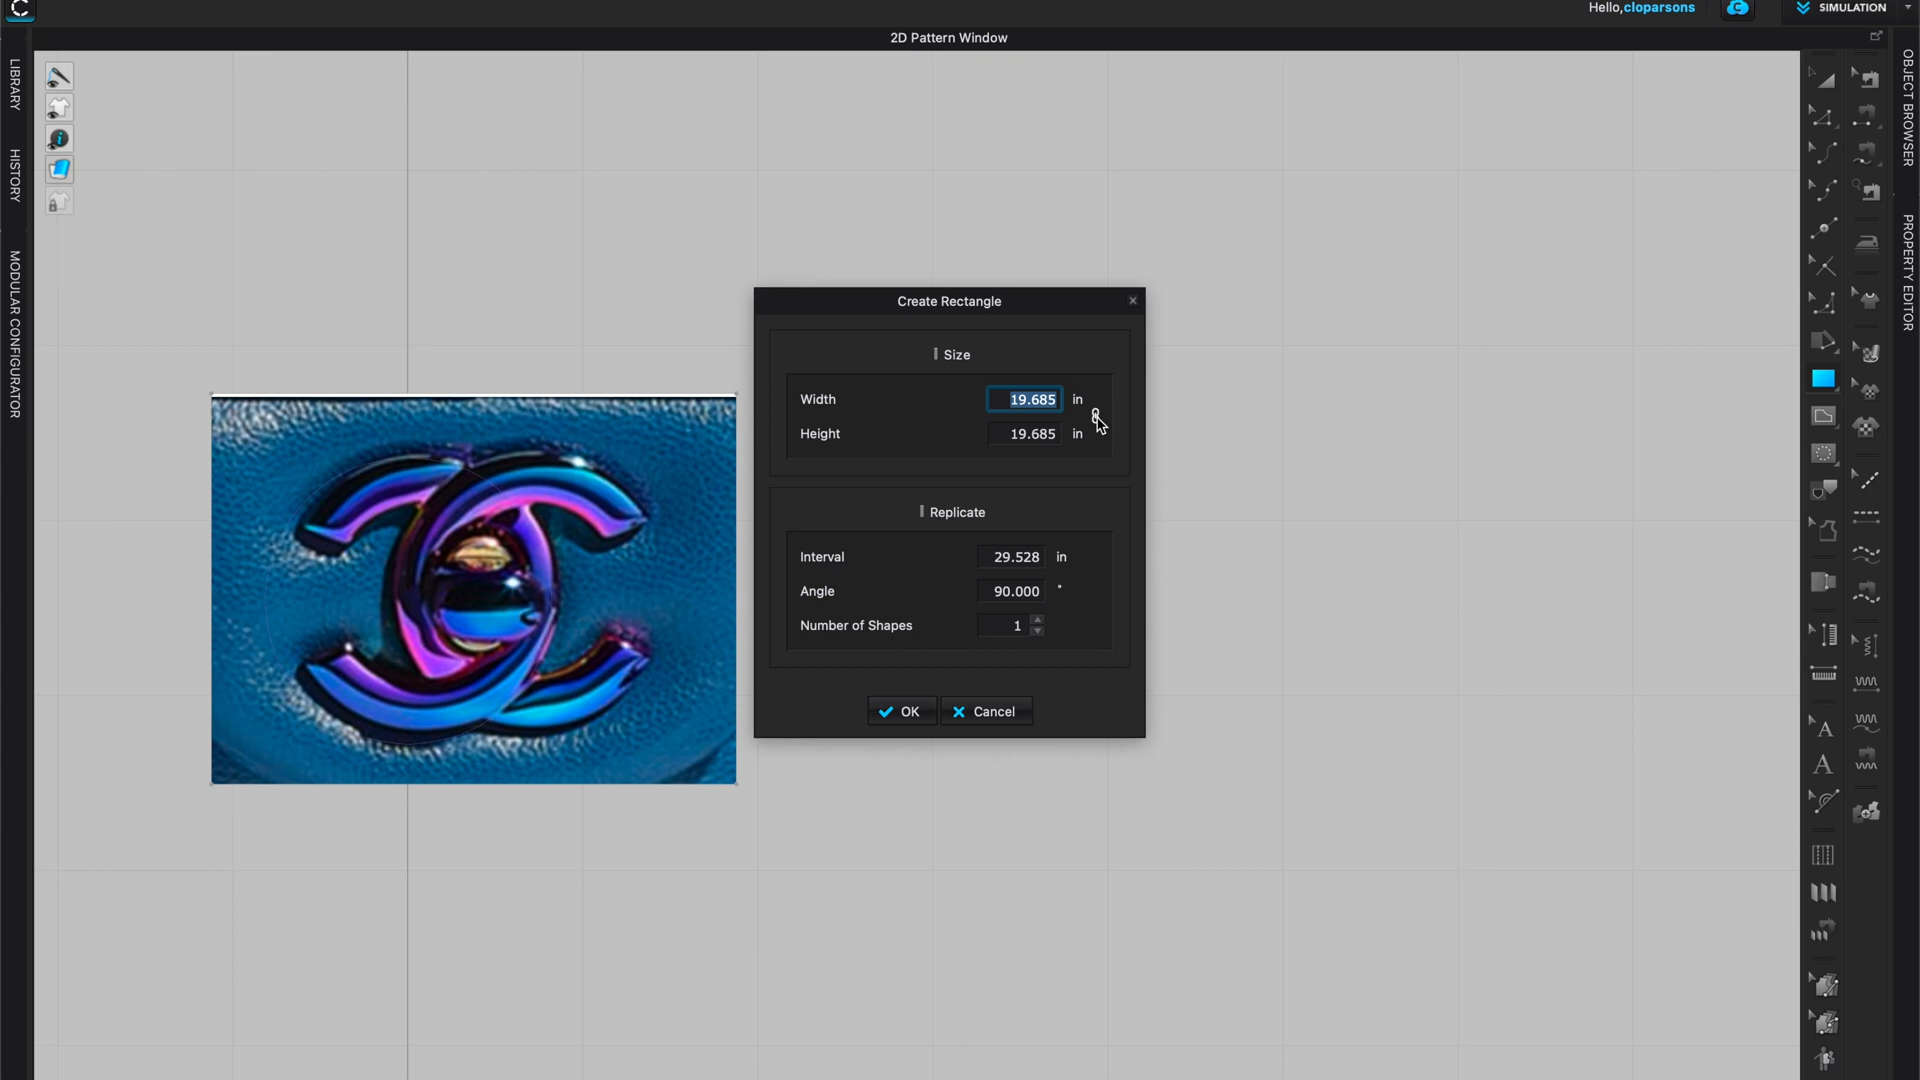 Hello,cloparsons
SIMULATION
2D Pattern Window
LIBRARY
HISTORY
MODULAR CONFIGURATOR
OBJECT BROWSER
PROPERTY EDITOR
Create Rectangle
Size
Width 19.685 in
Height 19.685 in
Replicate
Interval 29.528 in
Angle 90.000 °
Number of Shapes 1
OK Cancel
A
A